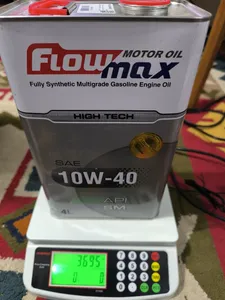 MOTOR OIL
Flow
max
Fully Synthetic Multigrade Gasoline Engine Oil
HIGH TECH
SAE
10W-40
API
SM
4L
3695
0 0